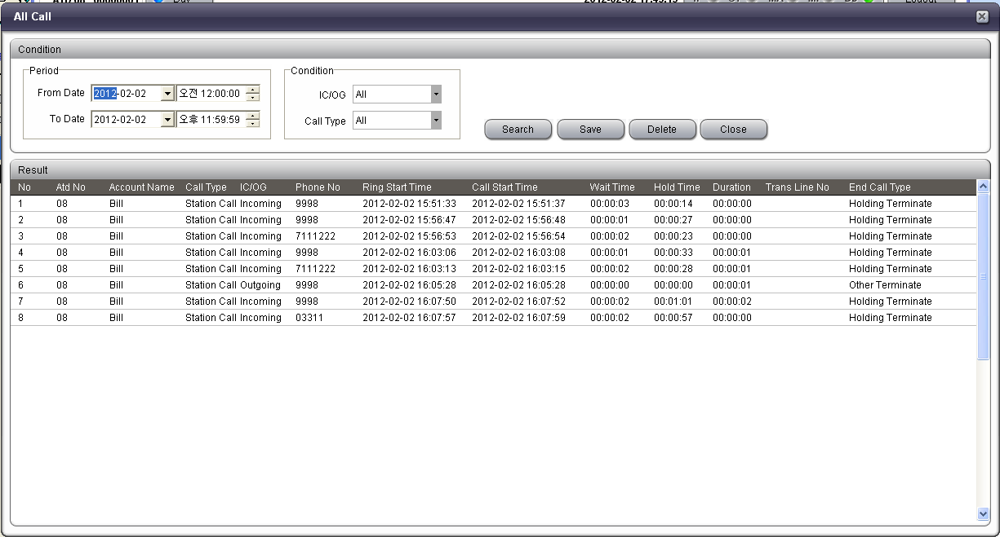 All Call
Condition
Period
From Date 2012-02-02 오전 12:00:00
To Date 2012-02-02 오후 11:59:59
Condition
IC/OG All
Call Type All
Search Save Delete Close
Result
No Atd No Account Name Call Type IC/OG Phone No Ring Start Time Call Start Time Wait Time Hold Time Duration Trans Line No End Call Type
1 08 Bill Station Call Incoming 9998 2012-02-02 15:51:33 2012-02-02 15:51:37 00:00:03 00:00:14 00:00:00 Holding Terminate
2 08 Bill Station Call Incoming 9998 2012-02-02 15:56:47 2012-02-02 15:56:48 00:00:01 00:00:27 00:00:00 Holding Terminate
3 08 Bill Station Call Incoming 7111222 2012-02-02 15:56:53 2012-02-02 15:56:54 00:00:02 00:00:23 00:00:00 Holding Terminate
4 08 Bill Station Call Incoming 9998 2012-02-02 16:03:06 2012-02-02 16:03:08 00:00:01 00:00:33 00:00:01 Holding Terminate
5 08 Bill Station Call Incoming 7111222 2012-02-02 16:03:13 2012-02-02 16:03:15 00:00:02 00:00:28 00:00:01 Holding Terminate
6 08 Bill Station Call Outgoing 9998 2012-02-02 16:05:28 2012-02-02 16:05:28 00:00:00 00:00:00 00:00:01 Other Terminate
7 08 Bill Station Call Incoming 9998 2012-02-02 16:07:50 2012-02-02 16:07:52 00:00:02 00:01:01 00:00:02 Holding Terminate
8 08 Bill Station Call Incoming 03311 2012-02-02 16:07:57 2012-02-02 16:07:59 00:00:02 00:00:57 00:00:00 Holding Terminate